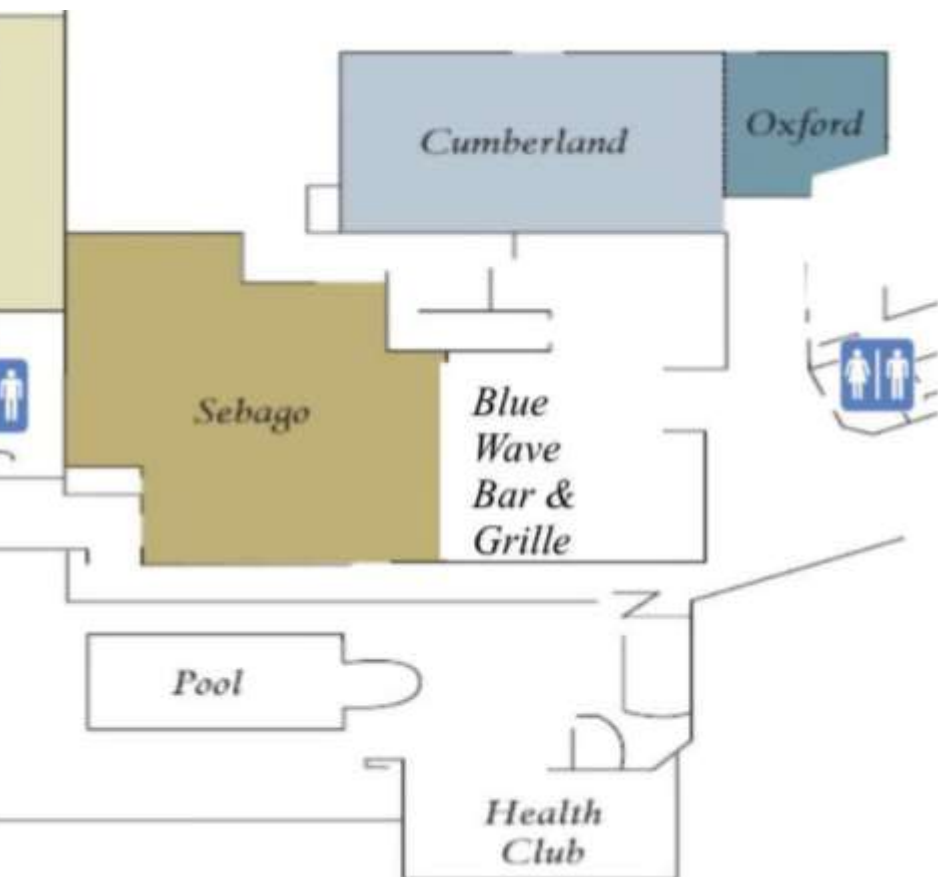 Cumberland
Oxford
Sebago
Blue
Wave
Bar &
Grille
Pool
Health
Club